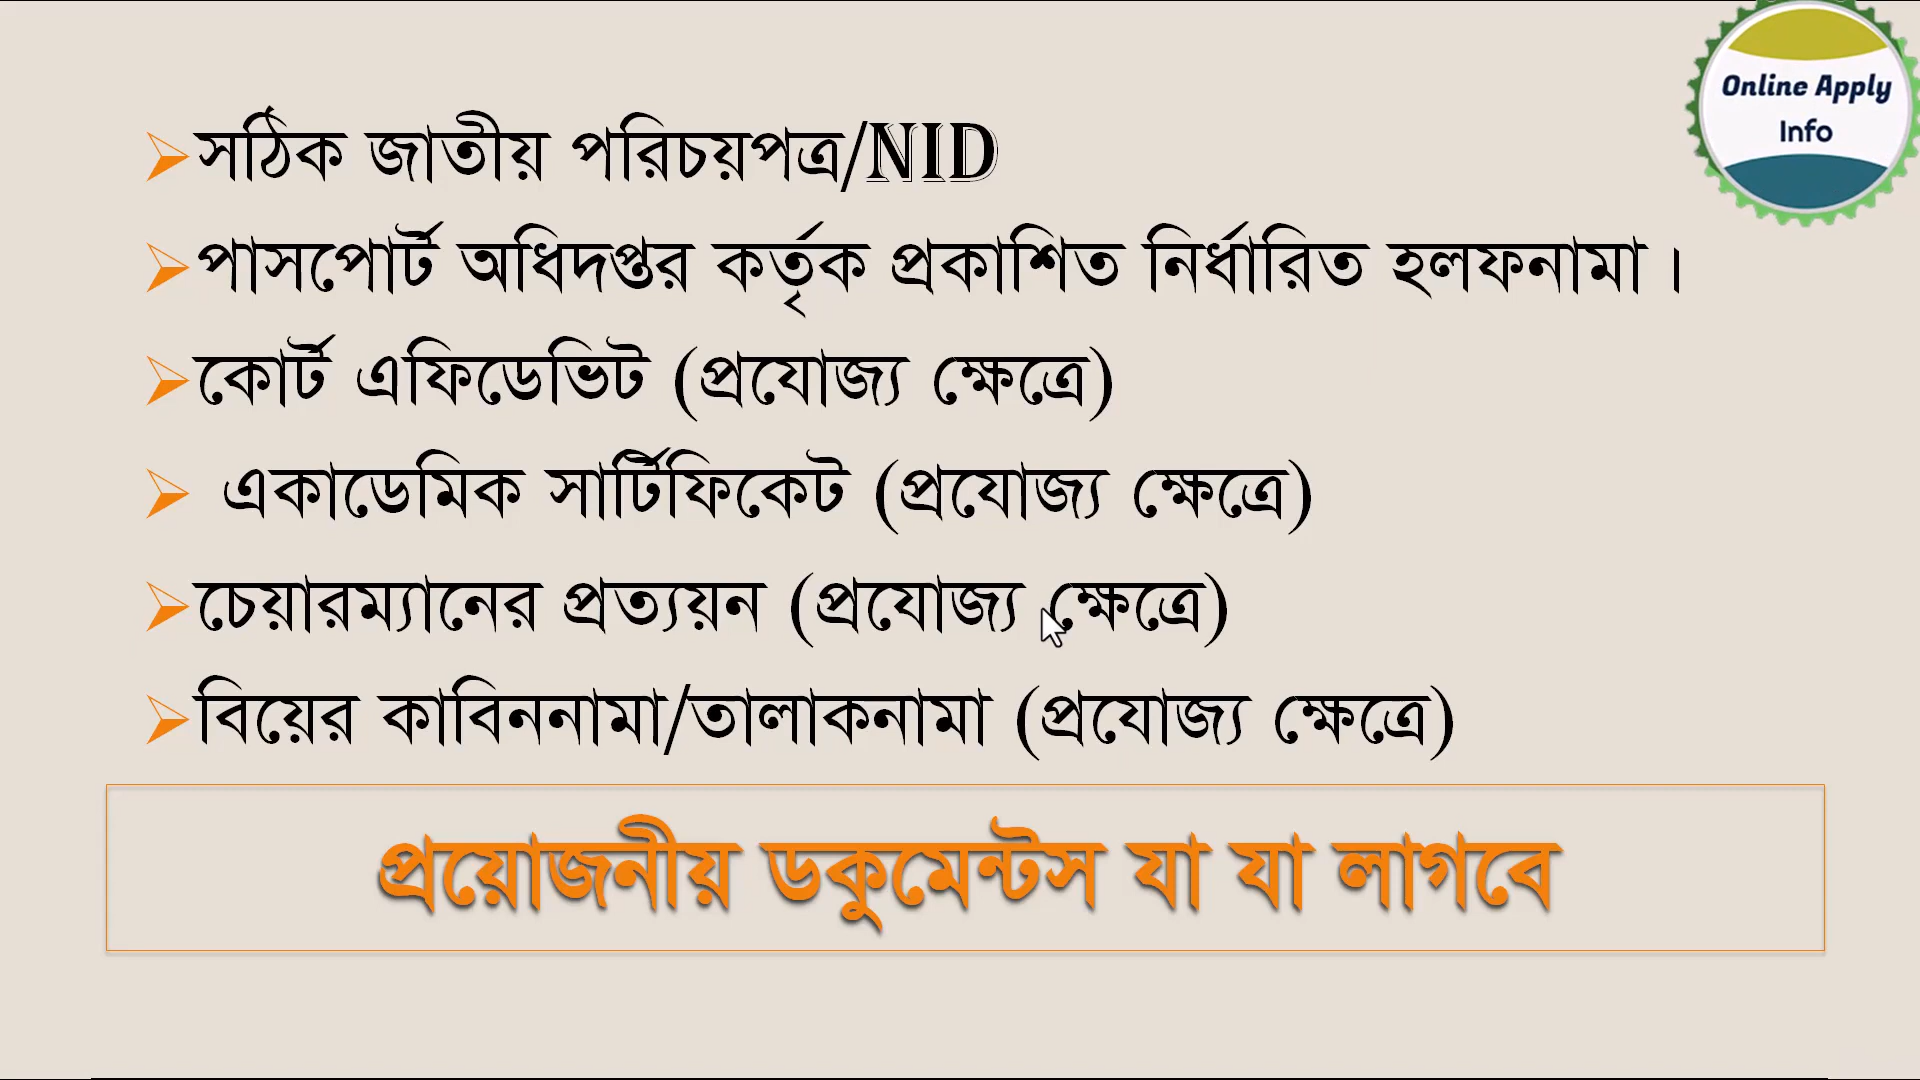 Online Apply
Info
সঠিক জাতীয় পরিচয়পত্র/NID
পাসপোর্ট অধিদপ্তর কর্তৃক প্রকাশিত নির্ধারিত হলফনামা।
কোর্ট এফিডেভিট (প্রযোজ্য ক্ষেত্রে)
একাডেমিক সার্টিফিকেট (প্রযোজ্য ক্ষেত্রে)
চেয়ারম্যানের প্রত্যয়ন (প্রযোজ্য ক্ষেত্রে)
বিয়ের কাবিননামা/তালাকনামা (প্রযোজ্য ক্ষেত্রে)
প্রয়োজনীয় ডকুমেন্টস যা যা লাগবে